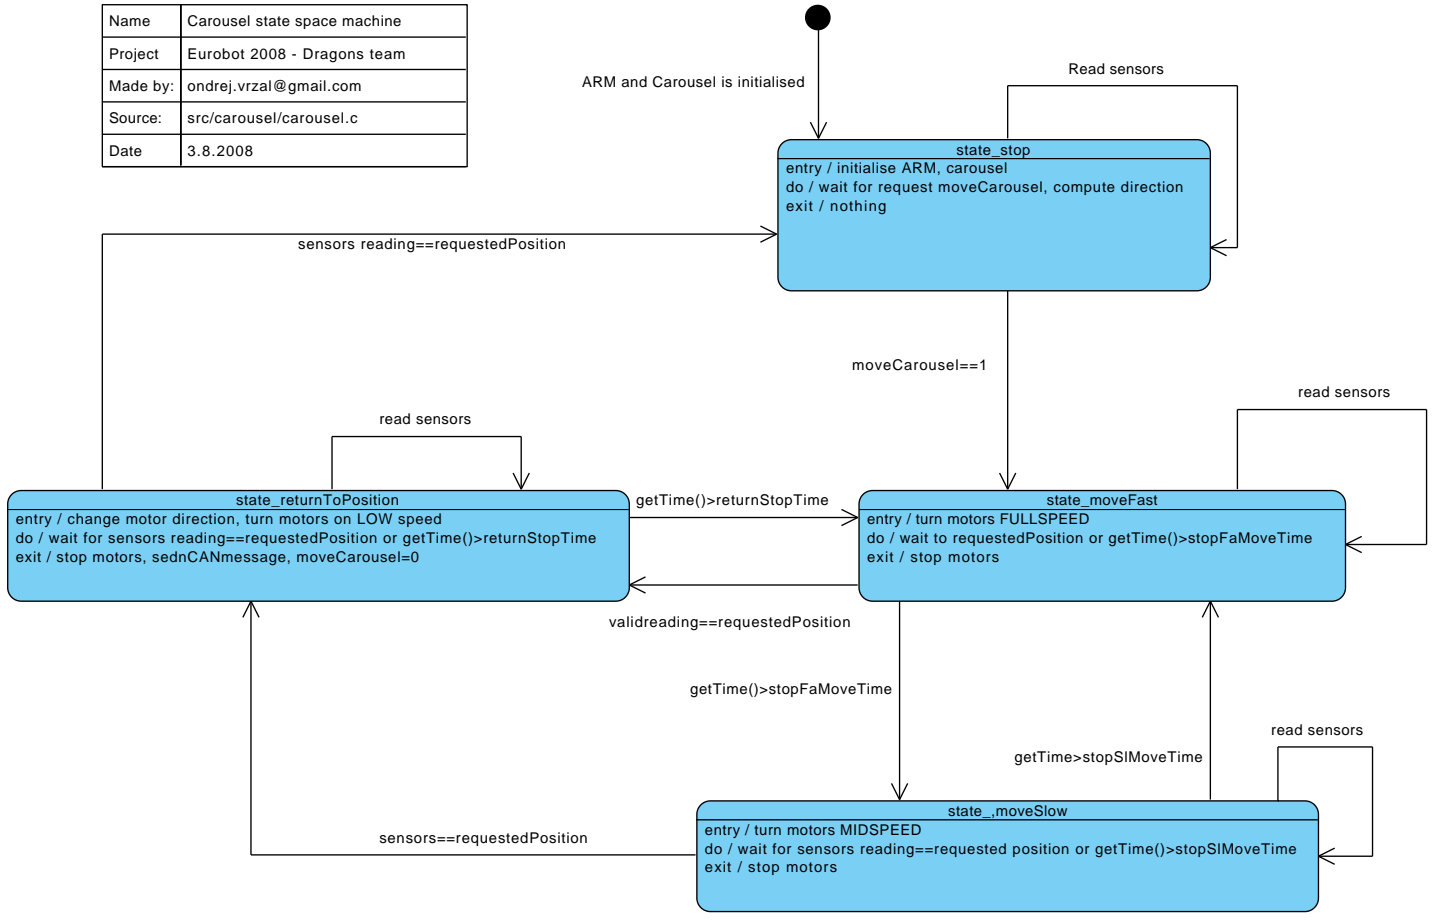 Name Carousel state space machine
Project Eurobot 2008 - Dragons team
Made by: ondrej.vrzal@gmail.com
Source: src/carousel/carousel.c
Date 3.8.2008
ARM and Carousel is initialised
Read sensors
state_stop
entry / initialise ARM, carousel
do / wait for request moveCarousel, compute direction
exit / nothing
sensors reading==requestedPosition
moveCarousel==1
read sensors
read sensors
state_returnToPosition
entry / change motor direction, turn motors on LOW speed
do / wait for sensors reading==requestedPosition or getTime()>returnStopTime
exit / stop motors, sednCANmessage, moveCarousel=0
getTime()>returnStopTime
state_moveFast
entry / turn motors FULLSPEED
do / wait to requestedPosition or getTime()>stopFaMoveTime
exit / stop motors
validreading==requestedPosition
getTime()>stopFaMoveTime
getTime>stopSlMoveTime
read sensors
sensors==requestedPosition
state_,moveSlow
entry / turn motors MIDSPEED
do / wait for sensors reading==requested position or getTime()>stopSlMoveTime
exit / stop motors